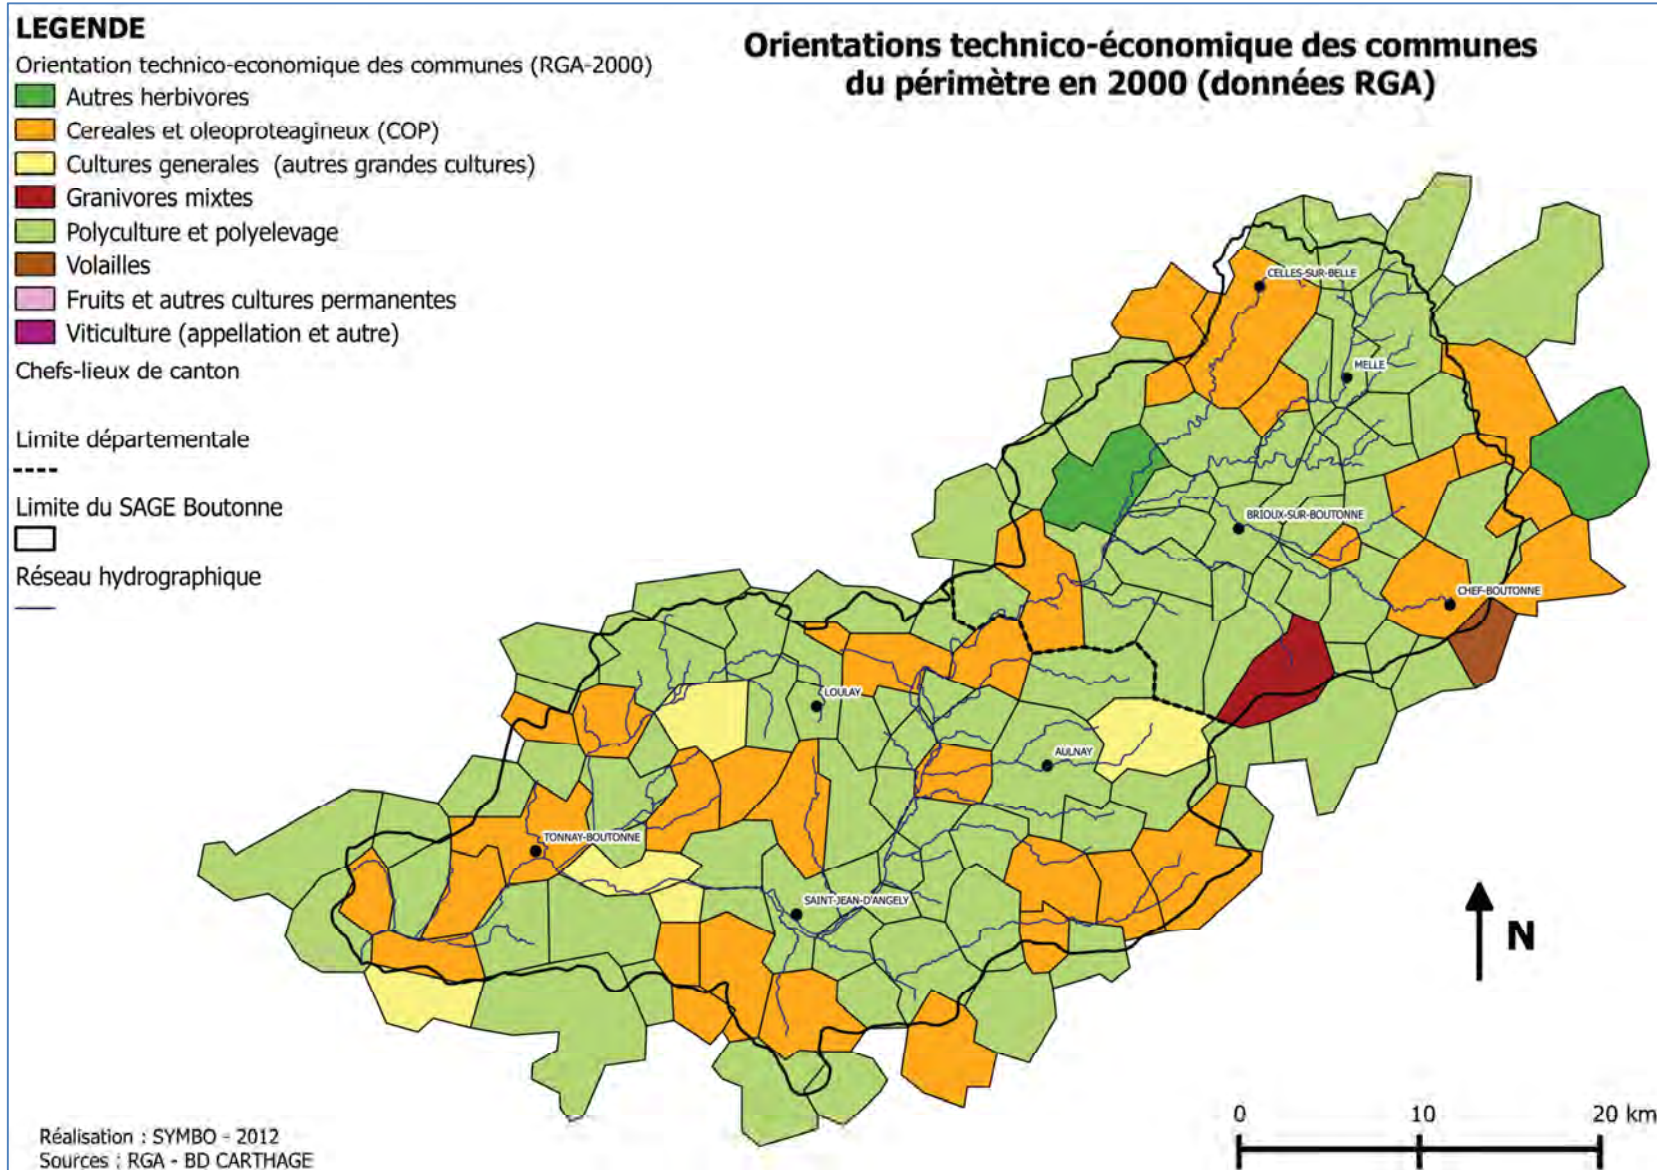 LEGENDE
Orientation technico-economique des communes (RGA-2000)
Autres herbivores
Cereales et oleoproteagineux (COP)
Cultures generales (autres grandes cultures)
Granivores mixtes
Polyculture et polyelevage
Volailles
Fruits et autres cultures permanentes
Viticulture (appellation et autre)
Chefs-lieux de canton
Limite départementale
Limite du SAGE Boutonne
Réseau hydrographique
Orientations technico-économique des communes
du périmètre en 2000 (données RGA)
CELLES-SUR-BELLE
MELLE
BRIOUX-SUR-BOUTONNE
CHEF-BOUTONNE
LOULAY
AULNAY
TONNAY-BOUTONNE
SAINT-JEAN-D'ANGELY
N
0 10 20 km
Réalisation : SYMBO - 2012
Sources : RGA - BD CARTHAGE